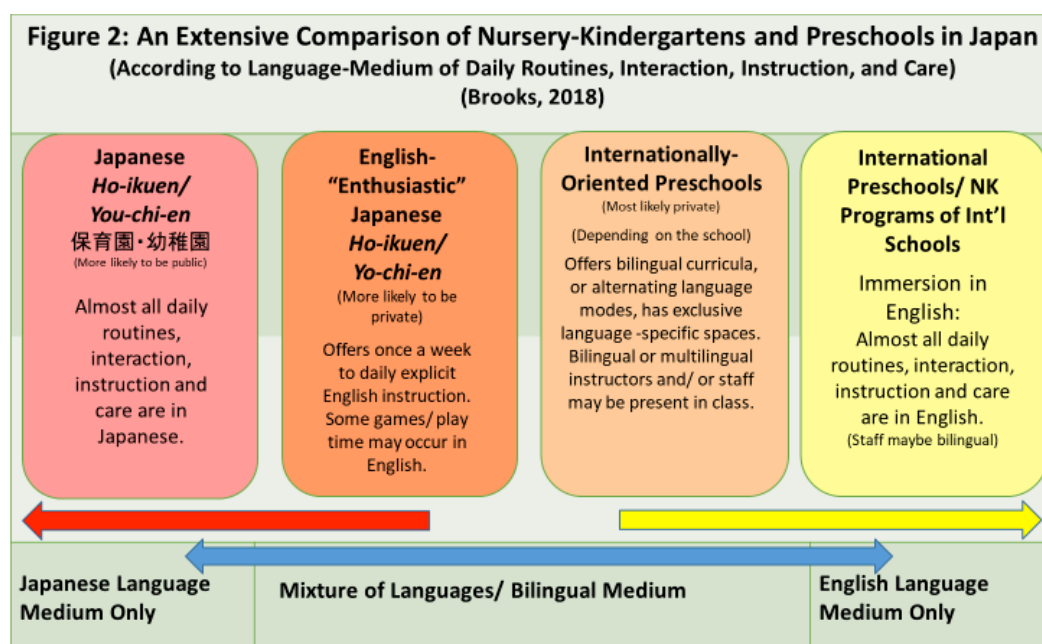 Figure 2: An Extensive Comparison of Nursery-Kindergartens and Preschools in Japan
(According to Language-Medium of Daily Routines, Interaction, Instruction, and Care)
(Brooks, 2018)
Japanese
Ho-ikuen/
You-chi-en
保育園・幼稚園
(More likely to be public)
Almost all daily
routines,
interaction,
instruction and
care are in
Japanese.
English-
“Enthusiastic”
Japanese
Ho-ikuen/
Yo-chi-en
(More likely to be
private)
Offers once a week
to daily explicit
English instruction.
Some games/ play
time may occur in
English.
Internationally-
Oriented Preschools
(Most likely private)
(Depending on the school)
Offers bilingual curricula,
or alternating language
modes, has exclusive
language -specific spaces.
Bilingual or multilingual
instructors and/ or staff
may be present in class.
International
Preschools/ NK
Programs of Int’l
Schools
Immersion in
English:
Almost all daily
routines, interaction,
instruction and care
are in English.
(Staff maybe bilingual)
Japanese Language
Medium Only
Mixture of Languages/ Bilingual Medium
English Language
Medium Only